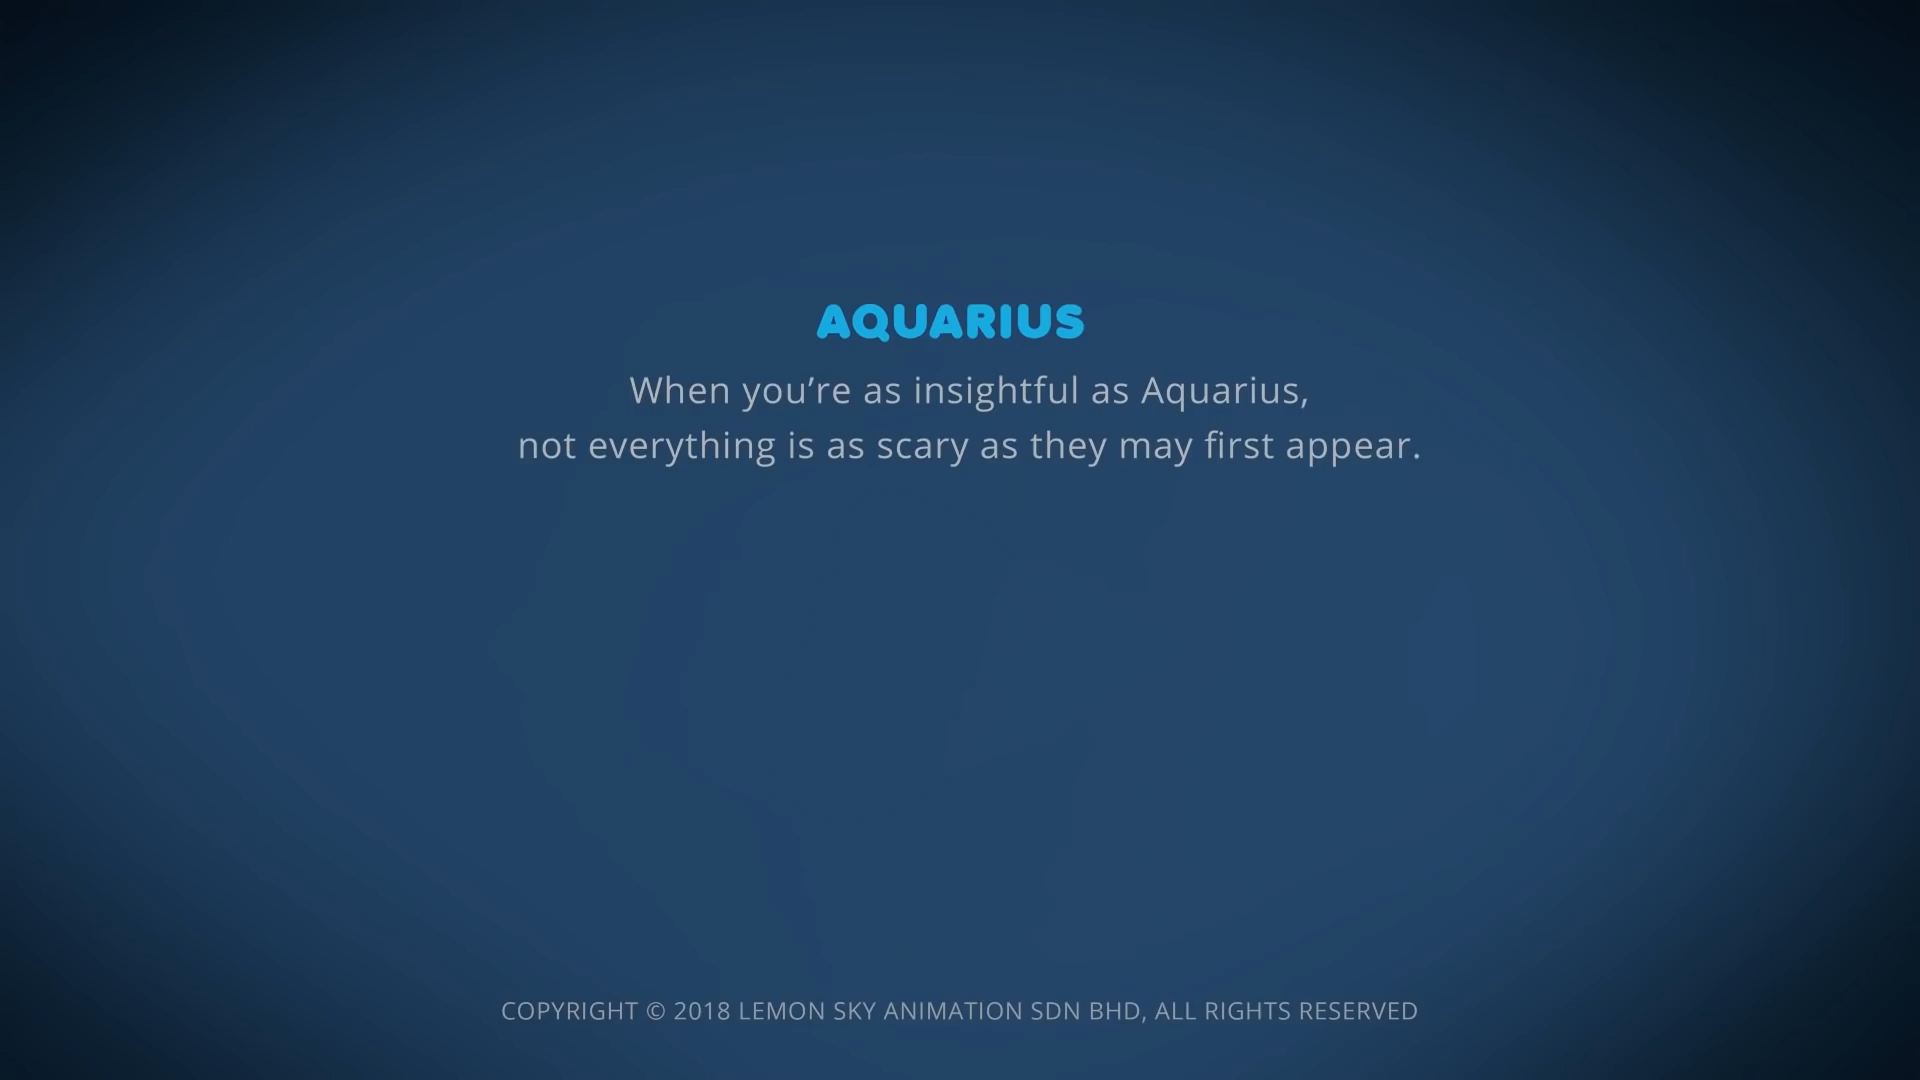 AQUARIUS
When you’re as insightful as Aquarius,
not everything is as scary as they may first appear.
COPYRIGHT © 2018 LEMON SKY ANIMATION SDN BHD, ALL RIGHTS RESERVED